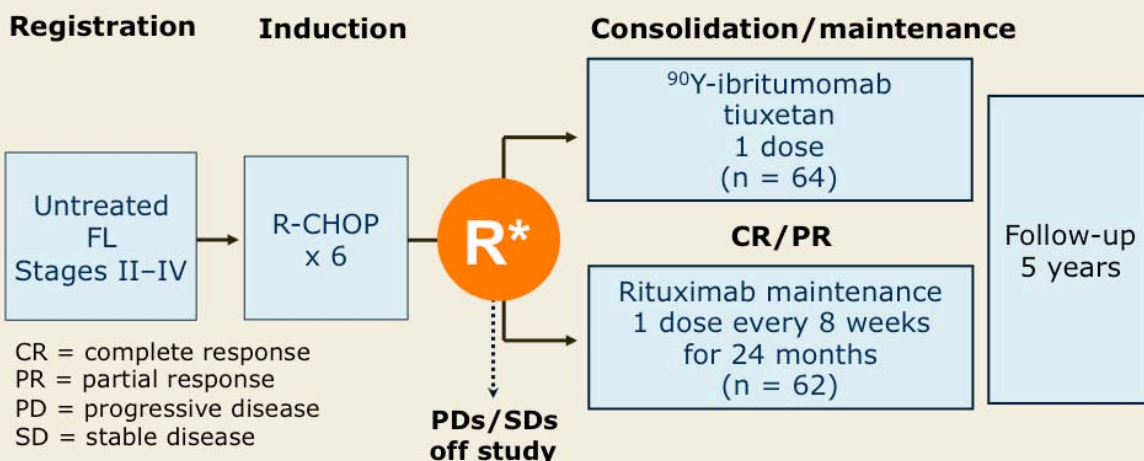 Registration
Induction
Consolidation/maintenance
Untreated
FL
Stages II–IV
R-CHOP
x 6
R*
⁹⁰Y-ibritumomab
tiuxetan
1 dose
(n = 64)
CR/PR
Rituximab maintenance
1 dose every 8 weeks
for 24 months
(n = 62)
Follow-up
5 years
CR = complete response
PR = partial response
PD = progressive disease
SD = stable disease
PDs/SDs
off study